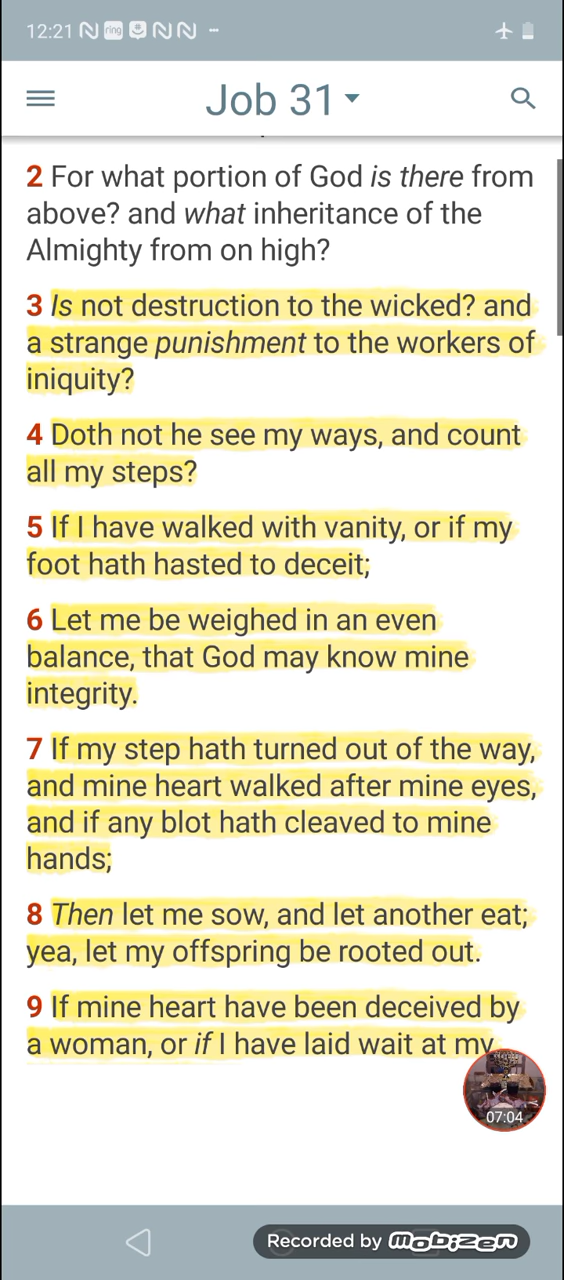 12:21 ring
Job 31
2 For what portion of God is there from
above? and what inheritance of the
Almighty from on high?
3 Is not destruction to the wicked? and
a strange punishment to the workers of
iniquity?
4 Doth not he see my ways, and count
all my steps?
5 If I have walked with vanity, or if my
foot hath hasted to deceit;
6 Let me be weighed in an even
balance, that God may know mine
integrity.
7 If my step hath turned out of the way,
and mine heart walked after mine eyes,
and if any blot hath cleaved to mine
hands;
8 Then let me sow, and let another eat;
yea, let my offspring be rooted out.
9 If mine heart have been deceived by
a woman, or if I have laid wait at my
07:04
Recorded by mobizen